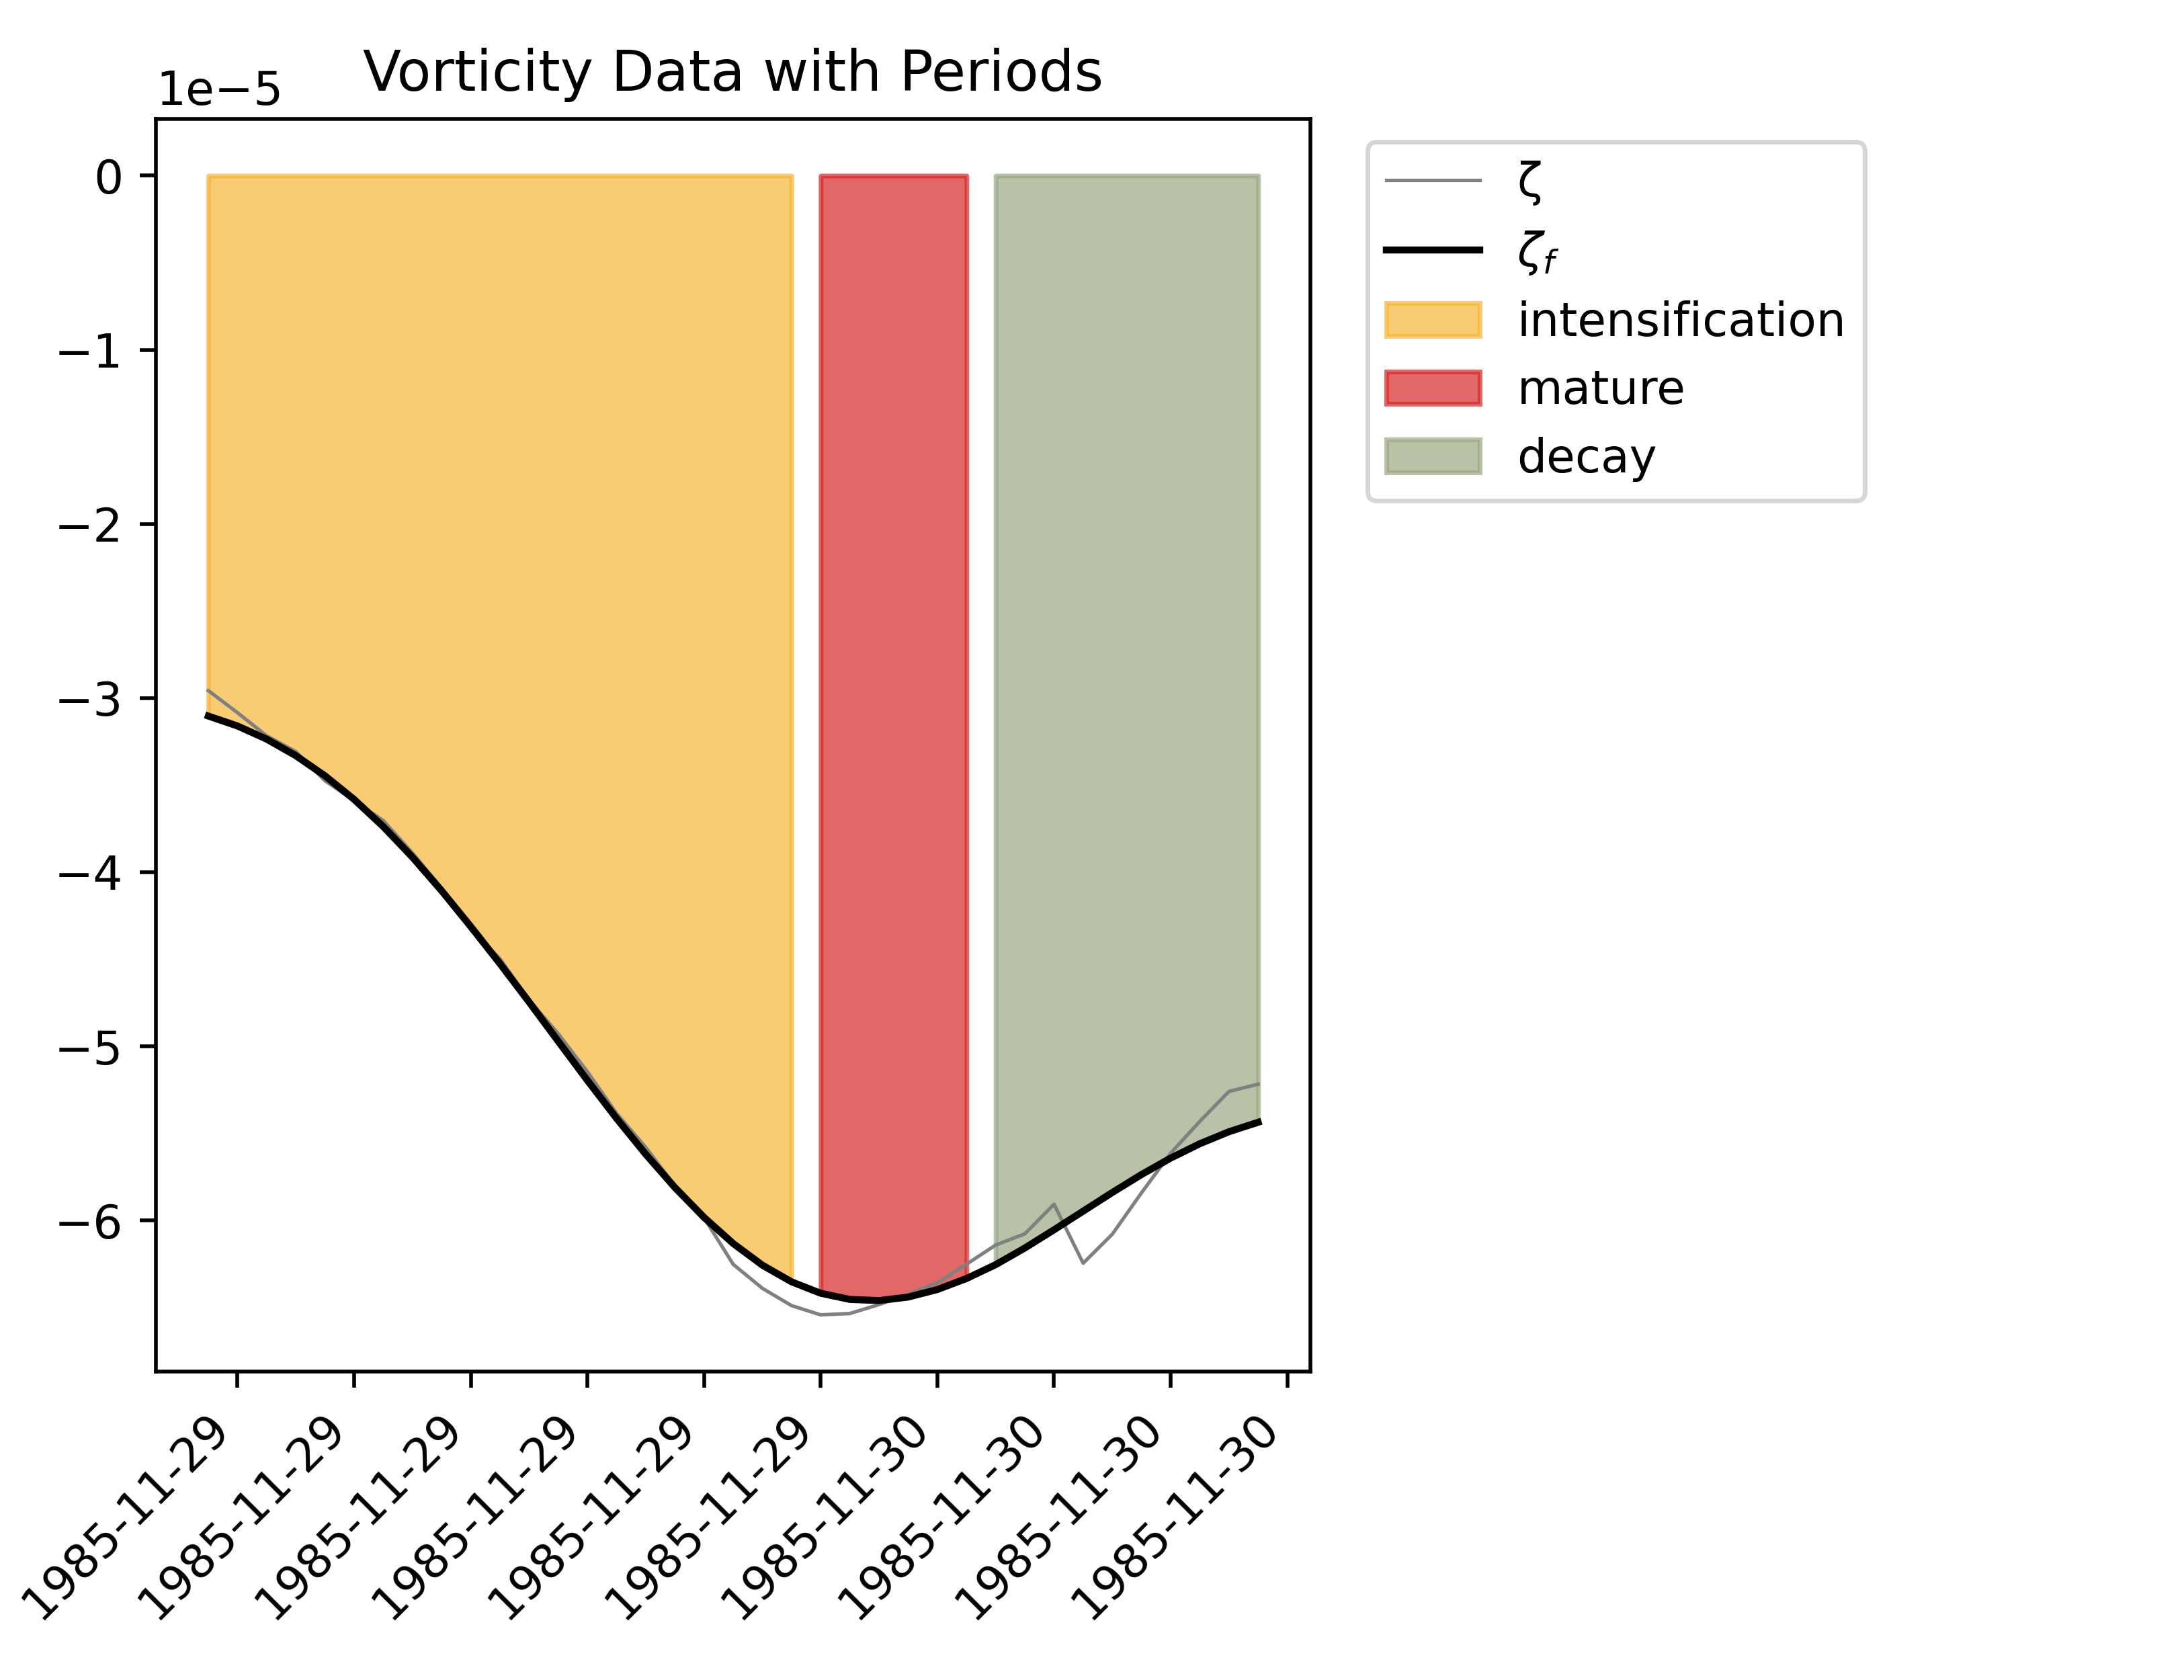 Vorticity Data with Periods
1e−5
0
−1
−2
−3
−4
−5
−6
1985-11-29
1985-11-29
1985-11-29
1985-11-29
1985-11-29
1985-11-29
1985-11-30
1985-11-30
1985-11-30
1985-11-30
ζ
ζf
intensification
mature
decay